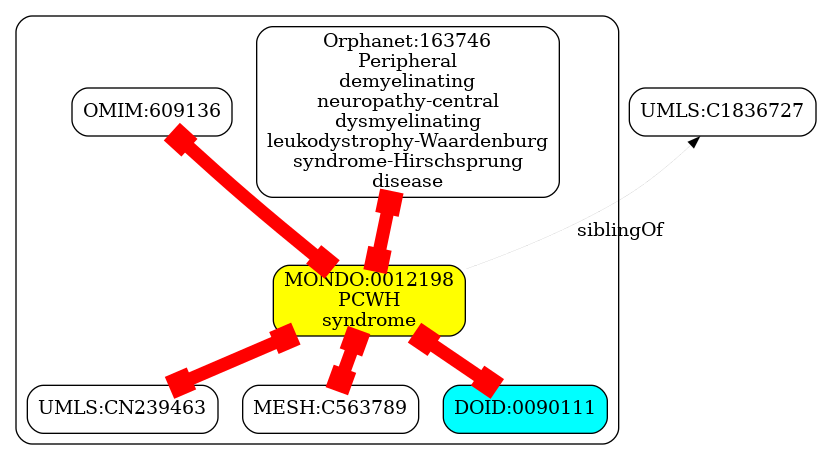 Orphanet:163746
Peripheral
demyelinating
neuropathy-central
dysmyelinating
leukodystrophy-Waardenburg
syndrome-Hirschsprung
disease
OMIM:609136
UMLS:C1836727
siblingOf
MONDO:0012198
PCWH
syndrome
UMLS:CN239463
MESH:C563789
DOID:0090111